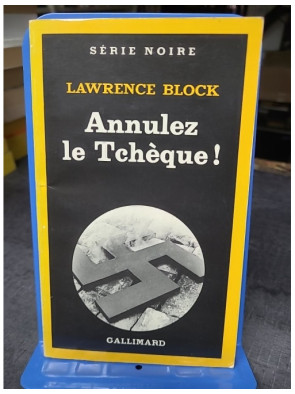 SÉRIE NOIRE
LAWRENCE BLOCK
Annulez
le Tchèque!
GALLIMARD